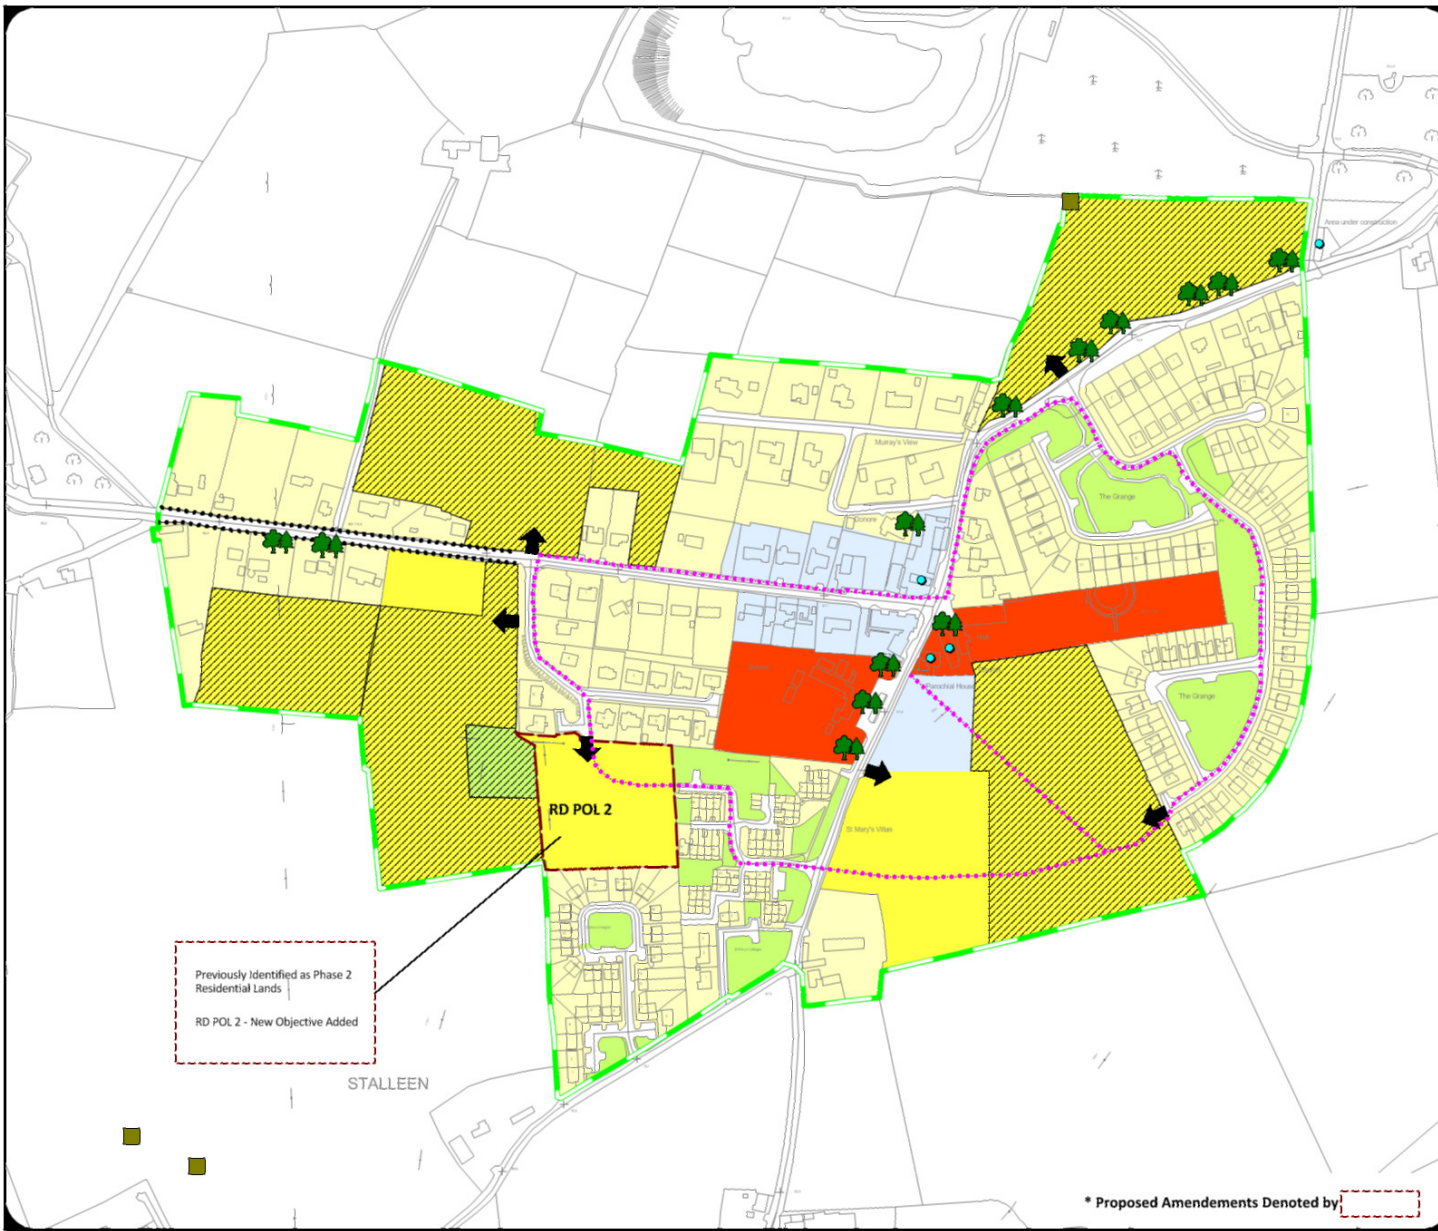 Area under construction
Murray's View
Donore
The Grange
Parochial House
The Grange
RD POL 2
St Mary's Villas
Previously Identified as Phase 2
Residential Lands
RD POL 2 - New Objective Added
STALLEEN
* Proposed Amendements Denoted by